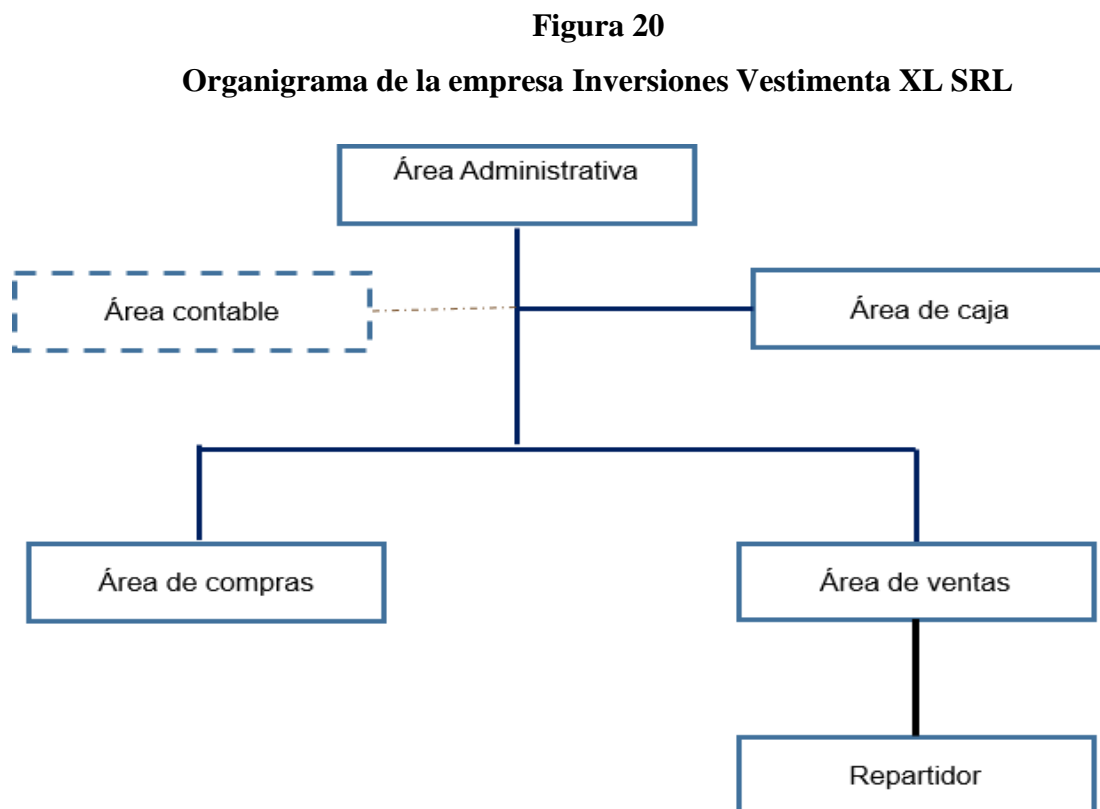 Figura 20
Organigrama de la empresa Inversiones Vestimenta XL SRL
Área Administrativa
Área contable
Área de caja
Área de compras
Área de ventas
Repartidor